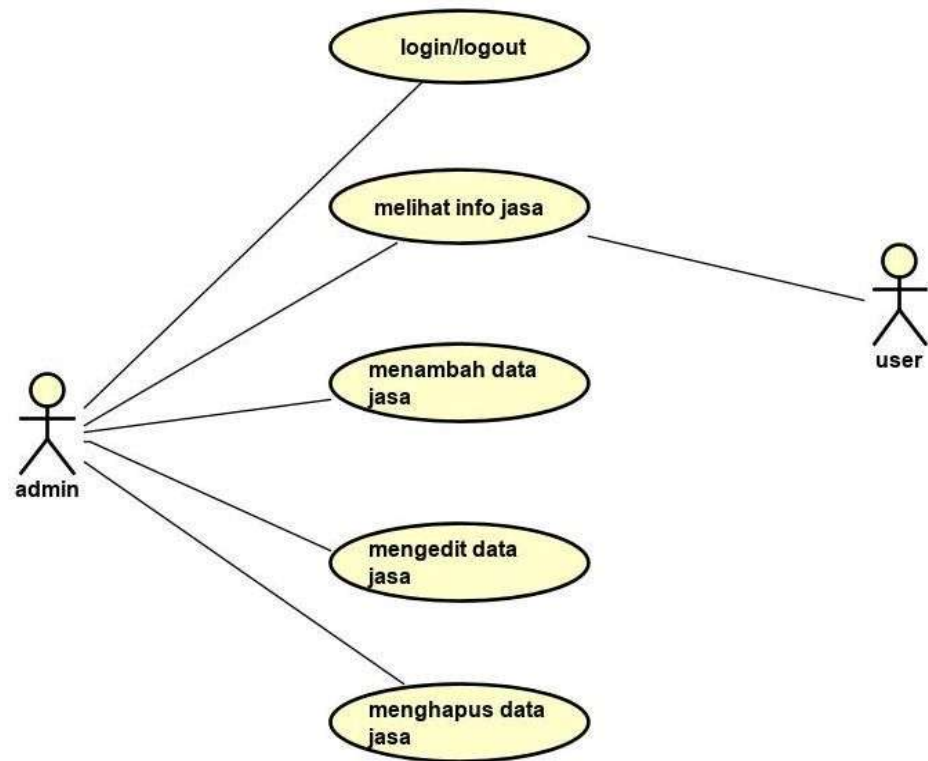 login/logout
melihat info jasa
user
menambah data
jasa
admin
mengedit data
jasa
menghapus data
jasa